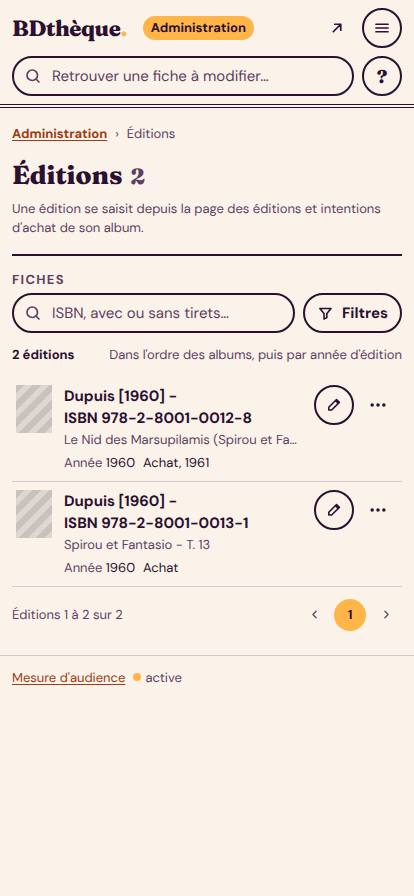 BDthèque. Administration
Retrouver une fiche à modifier... ?
Administration › Éditions
Éditions 2
Une édition se saisit depuis la page des éditions et intentions
d'achat de son album.
FICHES
ISBN, avec ou sans tirets... Filtres
2 éditions Dans l'ordre des albums, puis par année d'édition
Dupuis [1960] -
ISBN 978-2-8001-0012-8
Le Nid des Marsupilamis (Spirou et Fa...
Année 1960 Achat, 1961
Dupuis [1960] -
ISBN 978-2-8001-0013-1
Spirou et Fantasio - T. 13
Année 1960 Achat
Éditions 1 à 2 sur 2 ‹ 1 ›
Mesure d'audience active